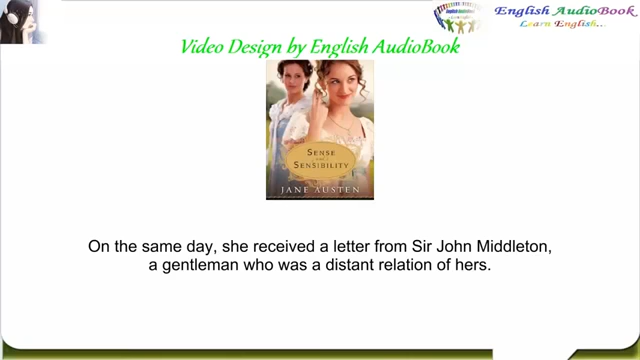 English AudioBook
Learn English...
Video Design by English AudioBook
SENSE
and
SENSIBILITY
JANE AUSTEN
On the same day, she received a letter from Sir John Middleton,
a gentleman who was a distant relation of hers.